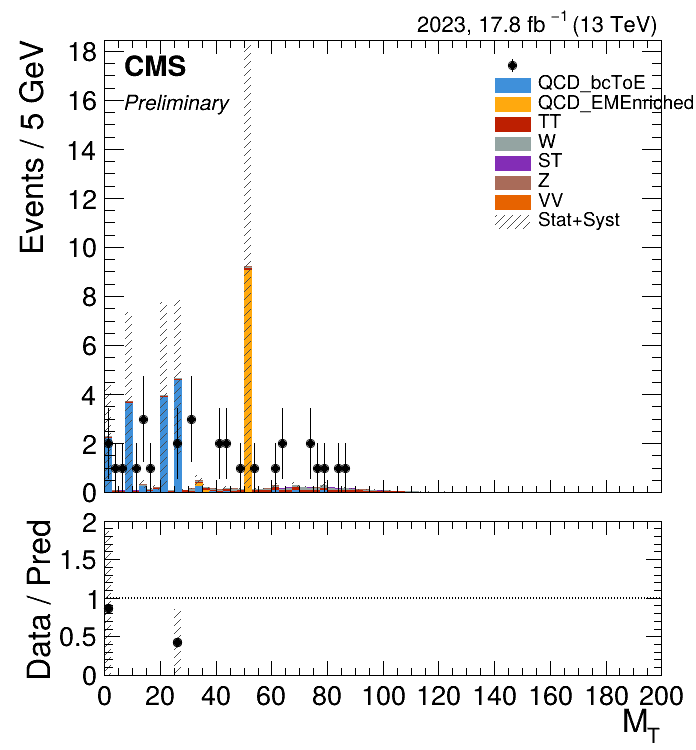 2023, 17.8 fb⁻¹ (13 TeV)
CMS
Preliminary
QCD_bcToE
QCD_EMEnriched
TT
W
ST
Z
VV
Stat+Syst
Events / 5 GeV
18
16
14
12
10
8
6
4
2
0
Data / Pred
2
1.5
1
0.5
0
0 20 40 60 80 100 120 140 160 180 200
M_T